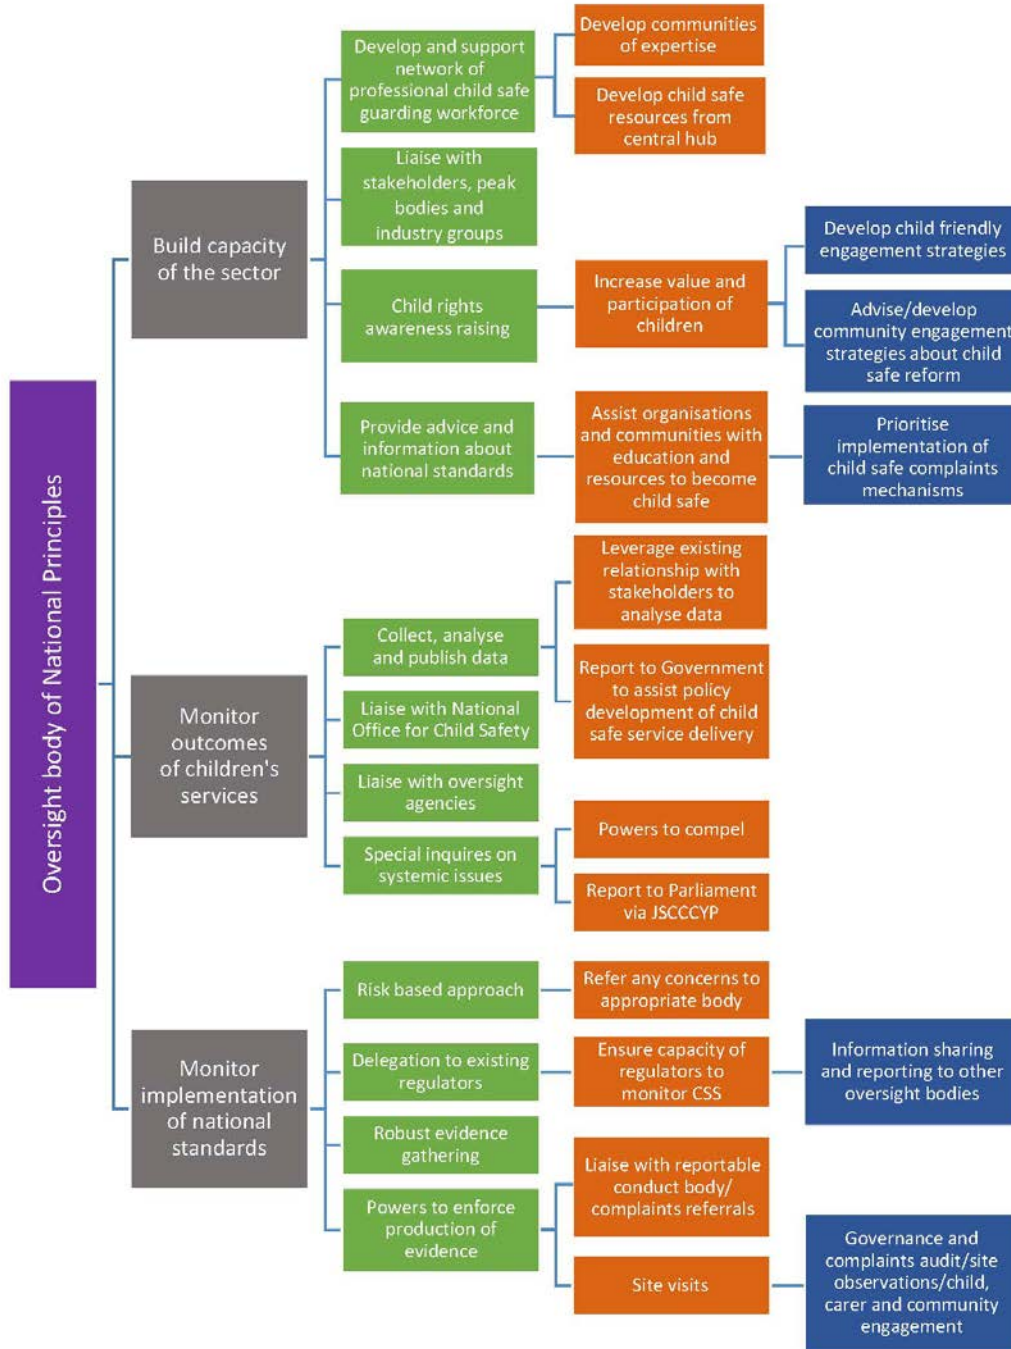 Oversight body of National Principles
Build capacity
of the sector
Develop and support
network of
professional child safe
guarding workforce
Develop communities
of expertise
Develop child safe
resources from
central hub
Liaise with
stakeholders, peak
bodies and
industry groups
Child rights
awareness raising
Increase value and
participation of
children
Develop child friendly
engagement strategies
Advise/develop
community engagement
strategies about child
safe reform
Provide advice and
information about
national standards
Assist organisations
and communities with
education and
resources to become
child safe
Prioritise
implementation of
child safe complaints
mechanisms
Monitor
outcomes
of children's
services
Collect, analyse
and publish data
Leverage existing
relationship with
stakeholders to
analyse data
Report to Government
to assist policy
development of child
safe service delivery
Liaise with National
Office for Child Safety
Liaise with oversight
agencies
Special inquires on
systemic issues
Powers to compel
Report to Parliament
via JSCCCYP
Monitor
implementation
of national
standards
Risk based approach
Refer any concerns to
appropriate body
Delegation to existing
regulators
Ensure capacity of
regulators to
monitor CSS
Information sharing
and reporting to other
oversight bodies
Robust evidence
gathering
Powers to enforce
production of
evidence
Liaise with reportable
conduct body/
complaints referrals
Site visits
Governance and
complaints audit/site
observations/child,
carer and community
engagement